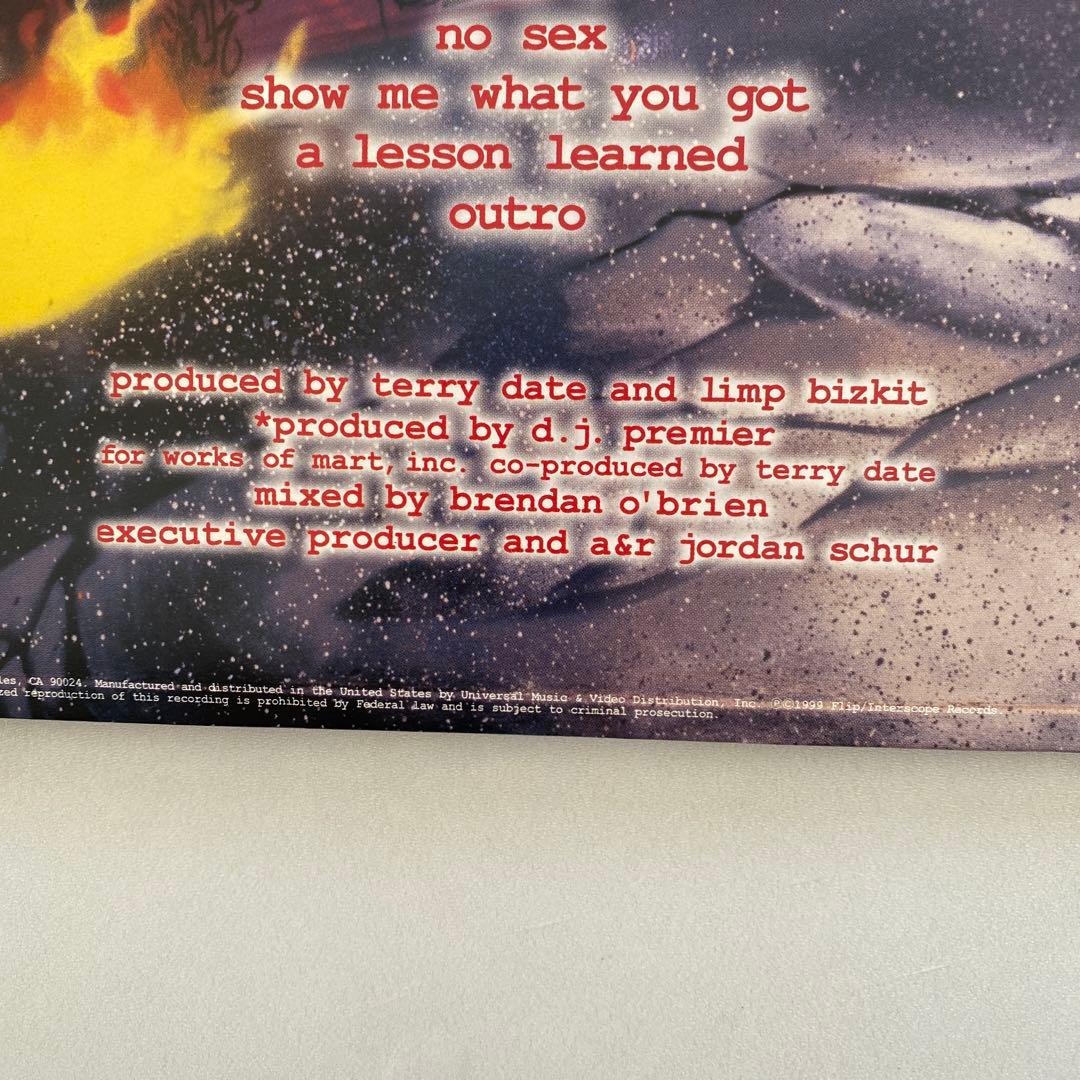 no sex
show me what you got
a lesson learned
outro
produced by terry date and limp bizkit
*produced by d.j. premier
for works of mart, inc. co-produced by terry date
mixed by brendan o'brien
executive producer and a&r jordan schur
les, CA 90024. Manufactured and distributed in the United States by Universal Music & Video Distribution, Inc. ℗©1999 Flip/Interscope Records.
zed reproduction of this recording is prohibited by Federal law and is subject to criminal prosecution.